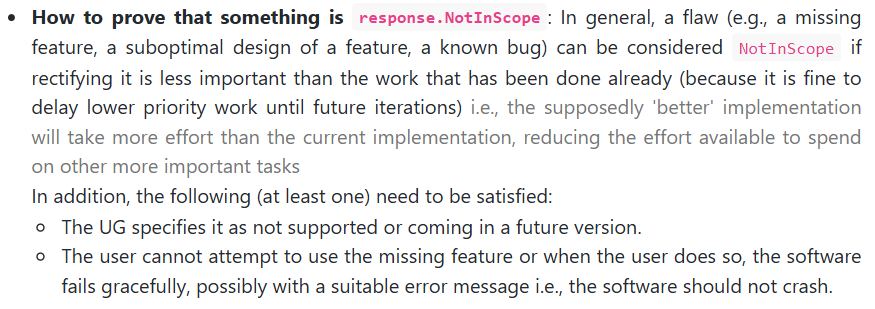 • How to prove that something is response.NotInScope: In general, a flaw (e.g., a missing
feature, a suboptimal design of a feature, a known bug) can be considered NotInScope if
rectifying it is less important than the work that has been done already (because it is fine to
delay lower priority work until future iterations) i.e., the supposedly 'better' implementation
will take more effort than the current implementation, reducing the effort available to spend
on other more important tasks
In addition, the following (at least one) need to be satisfied:
◦ The UG specifies it as not supported or coming in a future version.
◦ The user cannot attempt to use the missing feature or when the user does so, the software
fails gracefully, possibly with a suitable error message i.e., the software should not crash.